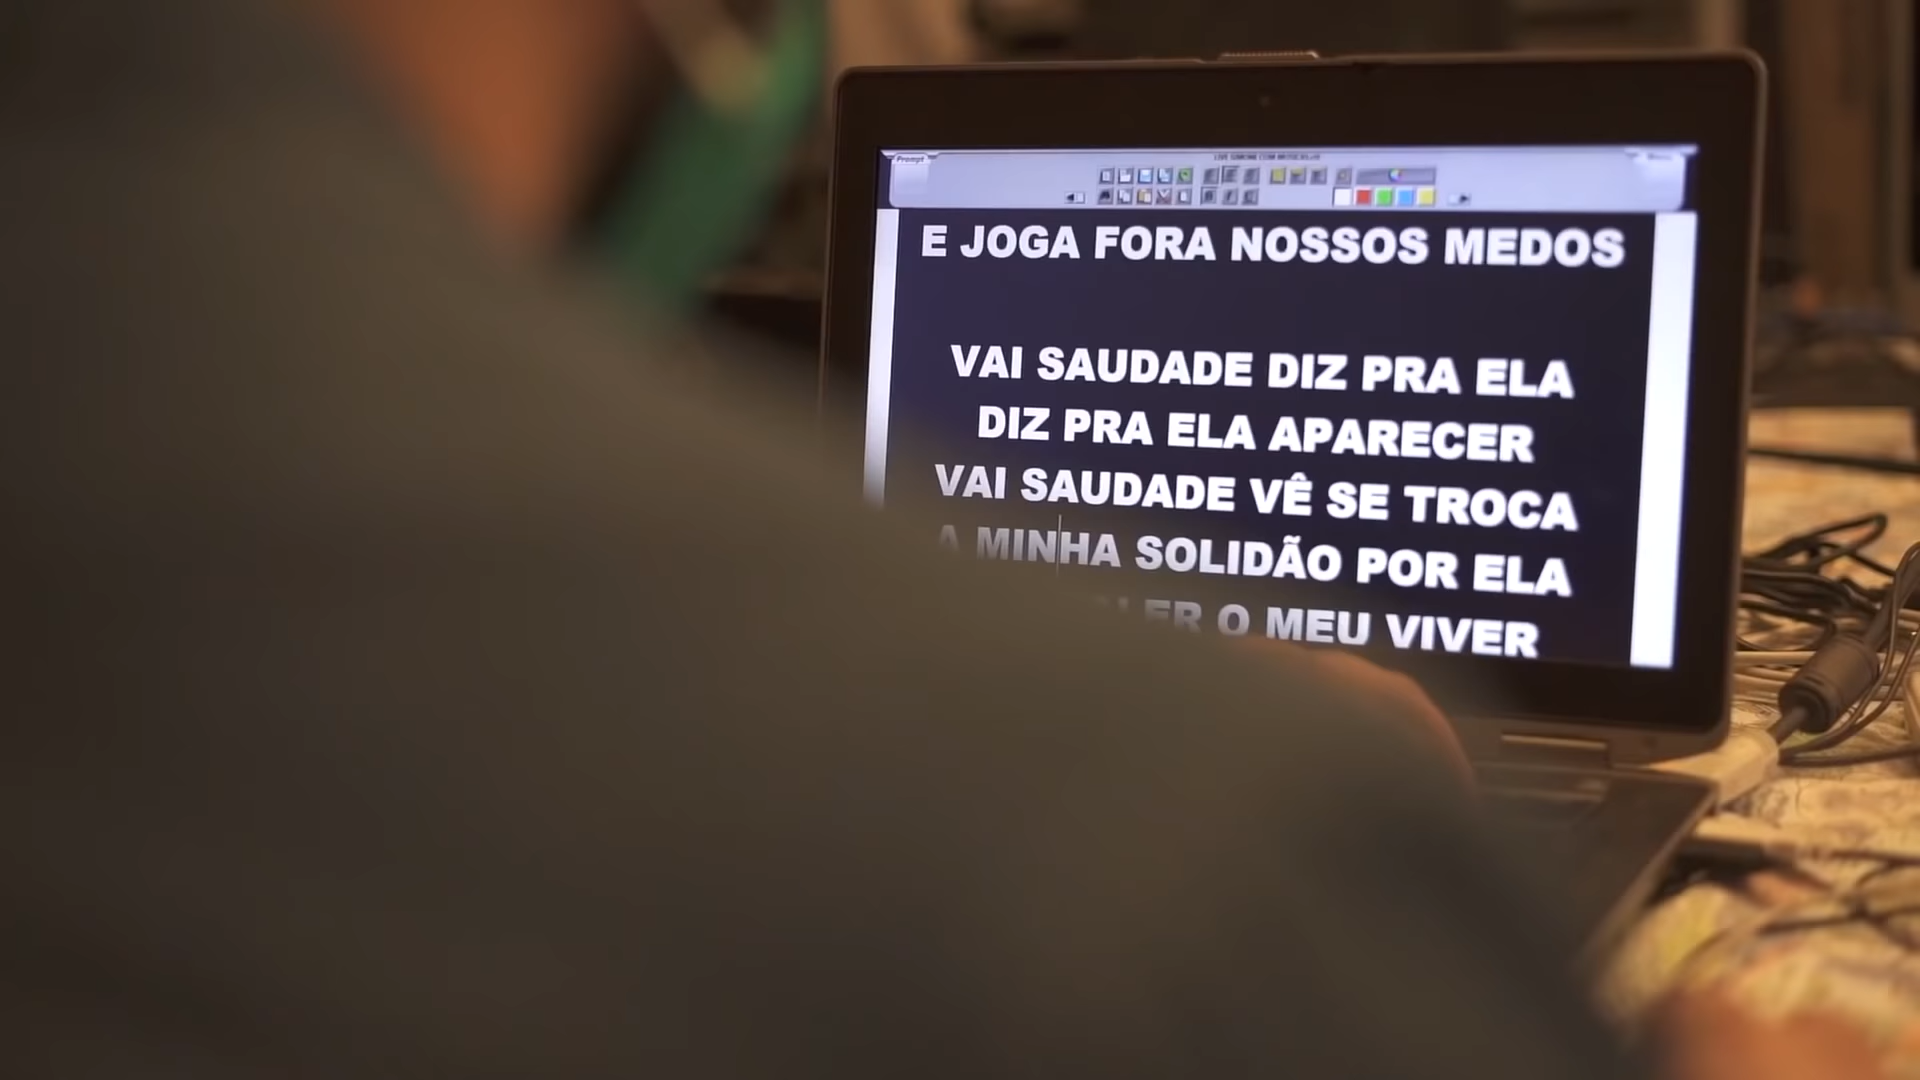 Prompt
E JOGA FORA NOSSOS MEDOS
VAI SAUDADE DIZ PRA ELA
DIZ PRA ELA APARECER
VAI SAUDADE VÊ SE TROCA
A MINHA SOLIDÃO POR ELA
O MEU VIVER